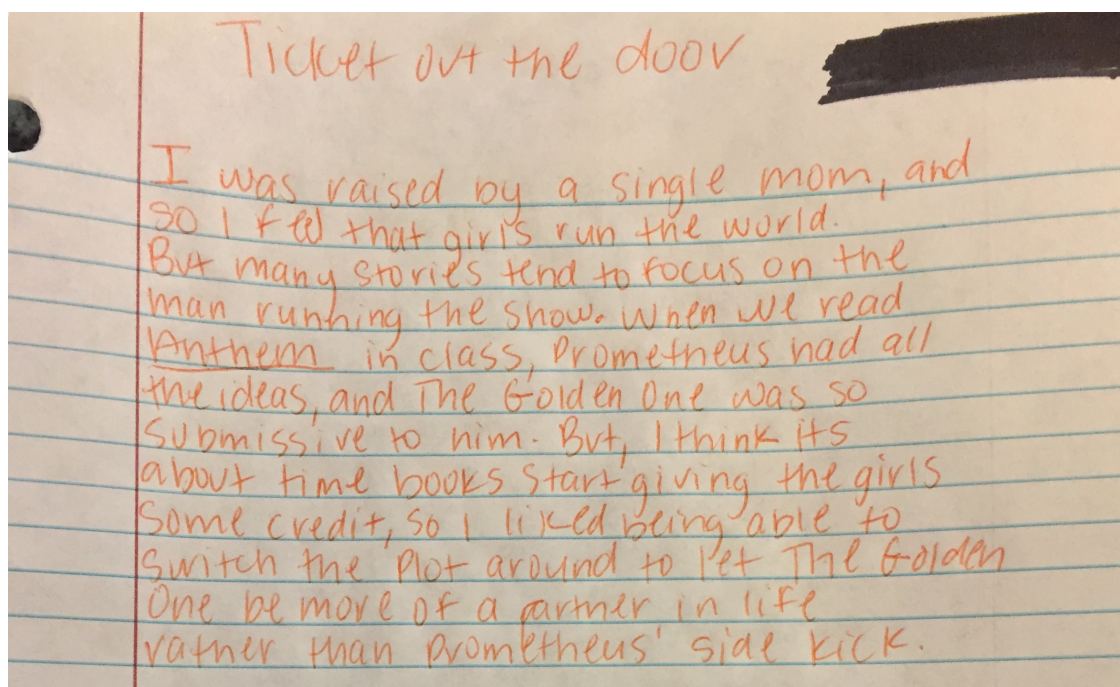 Ticket out the door
I was raised by a single mom, and
so I feel that girls run the world.
But many stories tend to focus on the
man running the show. When we read
Anthem in class, Prometheus had all
the ideas, and The Golden One was so
submissive to him. But, I think its
about time books start giving the girls
some credit, so I liked being able to
switch the plot around to let The Golden
One be more of a partner in life
rather than Prometheus' side kick.